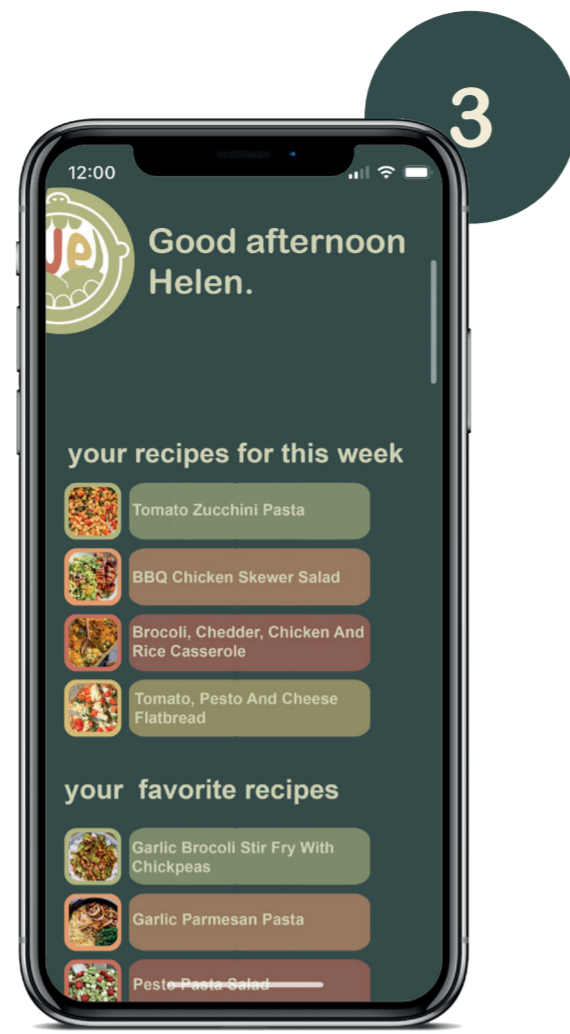 3
12:00
ue
Good afternoon
Helen.
your recipes for this week
Tomato Zucchini Pasta
BBQ Chicken Skewer Salad
Brocoli, Chedder, Chicken And
Rice Casserole
Tomato, Pesto And Cheese
Flatbread
your favorite recipes
Garlic Brocoli Stir Fry With
Chickpeas
Garlic Parmesan Pasta
Pesto Pasta Salad